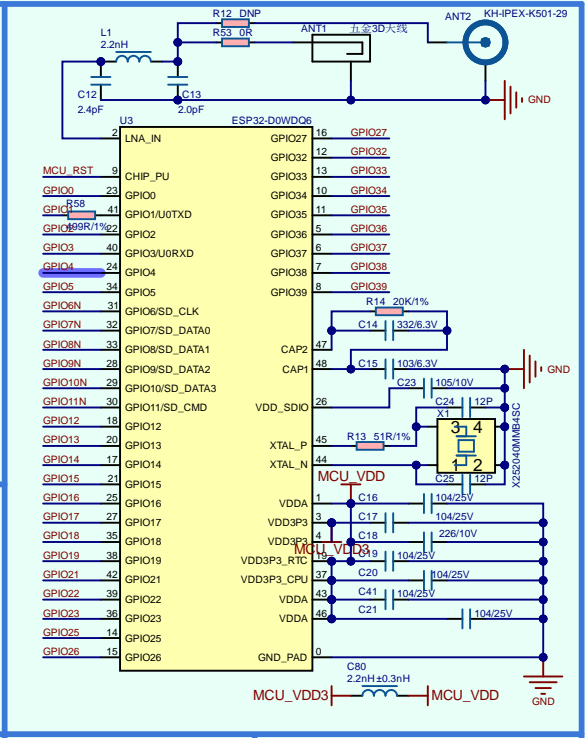 R12 DNP
R53 0R
ANT1
五金3D天线
ANT2
KH-IPEX-K501-29
L1
2.2nH
C12
2.4pF
C13
2.0pF
GND
U3
ESP32-D0WDQ6
2 LNA_IN
GPIO27 16 GPIO27
GPIO32 12 GPIO32
MCU_RST 9 CHIP_PU
GPIO33 13 GPIO33
GPIO0 23 GPIO0
GPIO34 10 GPIO34
R58
GPIO1 41 GPIO1/U0TXD
499R/1%
GPIO35 11 GPIO35
GPIO2 22 GPIO2
GPIO36 5 GPIO36
GPIO3 40 GPIO3/U0RXD
GPIO37 6 GPIO37
GPIO4 24 GPIO4
GPIO38 7 GPIO38
GPIO5 34 GPIO5
GPIO39 8 GPIO39
GPIO6N 31 GPIO6/SD_CLK
R14 20K/1%
GPIO7N 32 GPIO7/SD_DATA0
C14 332/6.3V
GPIO8N 33 GPIO8/SD_DATA1
CAP2 47
GPIO9N 28 GPIO9/SD_DATA2
CAP1 48
C15 103/6.3V
GND
GPIO10N 29 GPIO10/SD_DATA3
C23 105/10V
GPIO11N 30 GPIO11/SD_CMD
VDD_SDIO 26
C24 12P
GPIO12 18 GPIO12
X1
3 4
1 2
X252040MMB4SC
GPIO13 20 GPIO13
XTAL_P 45
R13 51R/1%
GPIO14 17 GPIO14
XTAL_N 44
C25 12P
GPIO15 21 GPIO15
MCU_VDD
GPIO16 25 GPIO16
VDDA 1
C16 104/25V
GPIO17 27 GPIO17
VDD3P3 3
C17 104/25V
GPIO18 35 GPIO18
VDD3P3 4
C18 226/10V
MCU_VDD3
GPIO19 38 GPIO19
VDD3P3_RTC 19
C19 104/25V
GPIO21 42 GPIO21
VDD3P3_CPU 37
C20 104/25V
GPIO22 39 GPIO22
VDDA 43
C41 104/25V
GPIO23 36 GPIO23
VDDA 46
C21 104/25V
GPIO25 14 GPIO25
GPIO26 15 GPIO26
GND_PAD 0
GND
C80
2.2nH±0.3nH
MCU_VDD3
MCU_VDD